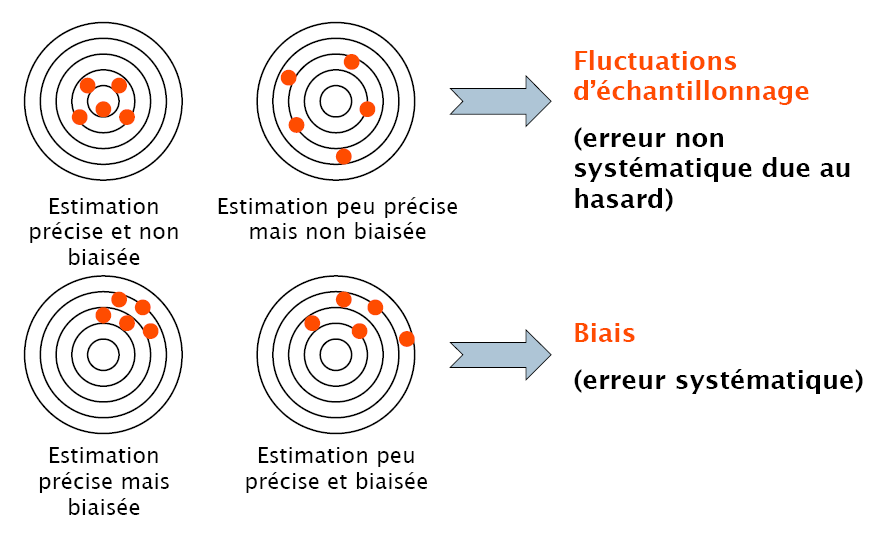 Estimation
précise et non
biaisée
Estimation peu précise
mais non biaisée
Fluctuations
d’échantillonnage
(erreur non
systématique due au
hasard)
Estimation
précise mais
biaisée
Estimation peu
précise et biaisée
Biais
(erreur systématique)